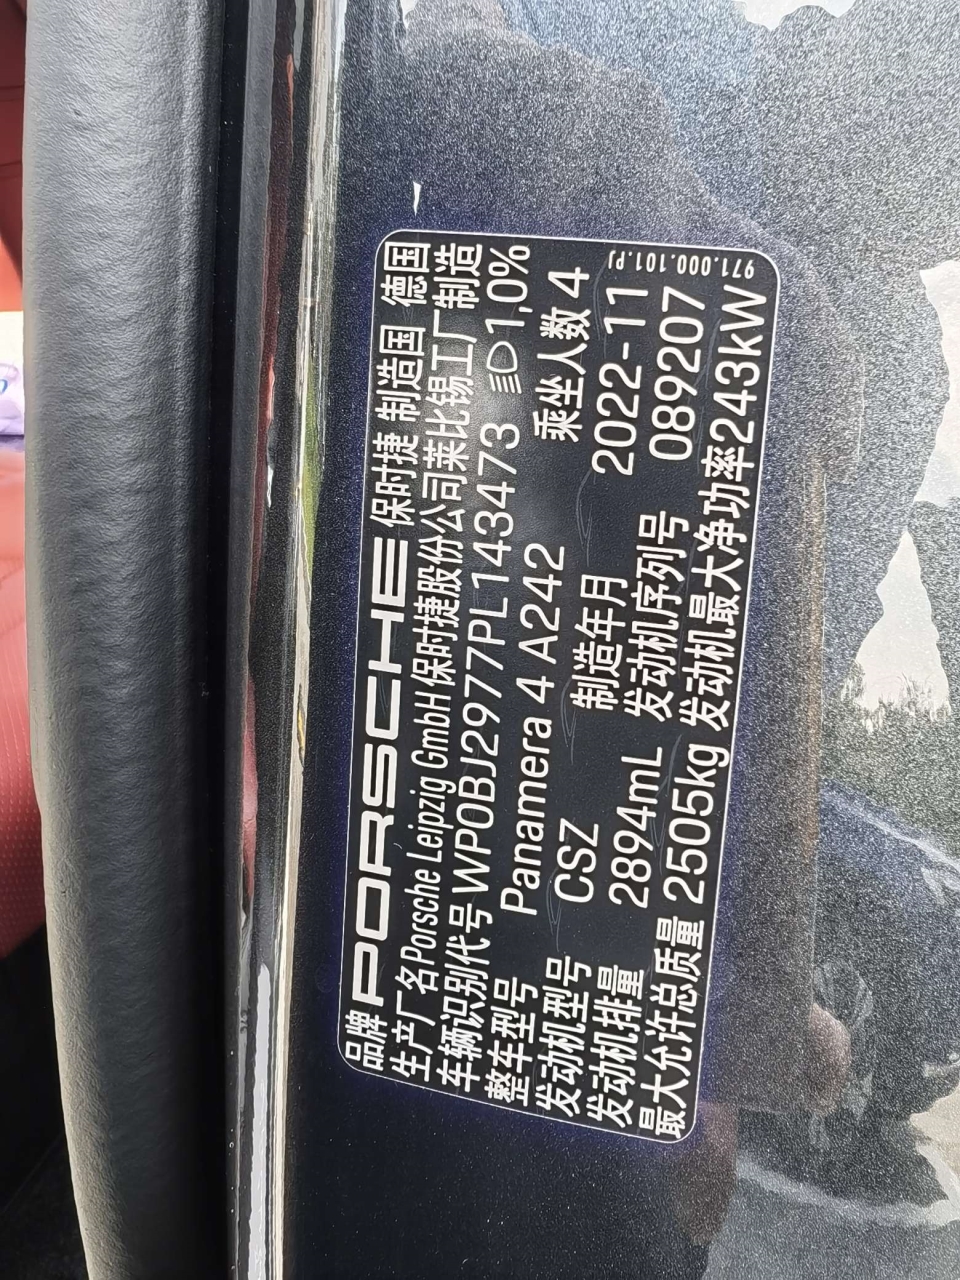 品牌 PORSCHE 保时捷 制造国 德国
生产厂名 Porsche Leipzig GmbH 保时捷股份公司莱比锡工厂制造
车辆识别代号 WP0BJ2977PL143473 1,0%
整车型号 Panamera 4 A242 乘坐人数 4
发动机型号 CSZ 制造年月 2022-11
发动机排量 2894mL 发动机序列号 089207
最大允许总质量 2505kg 发动机最大净功率 243kW
971.000.101.PJ